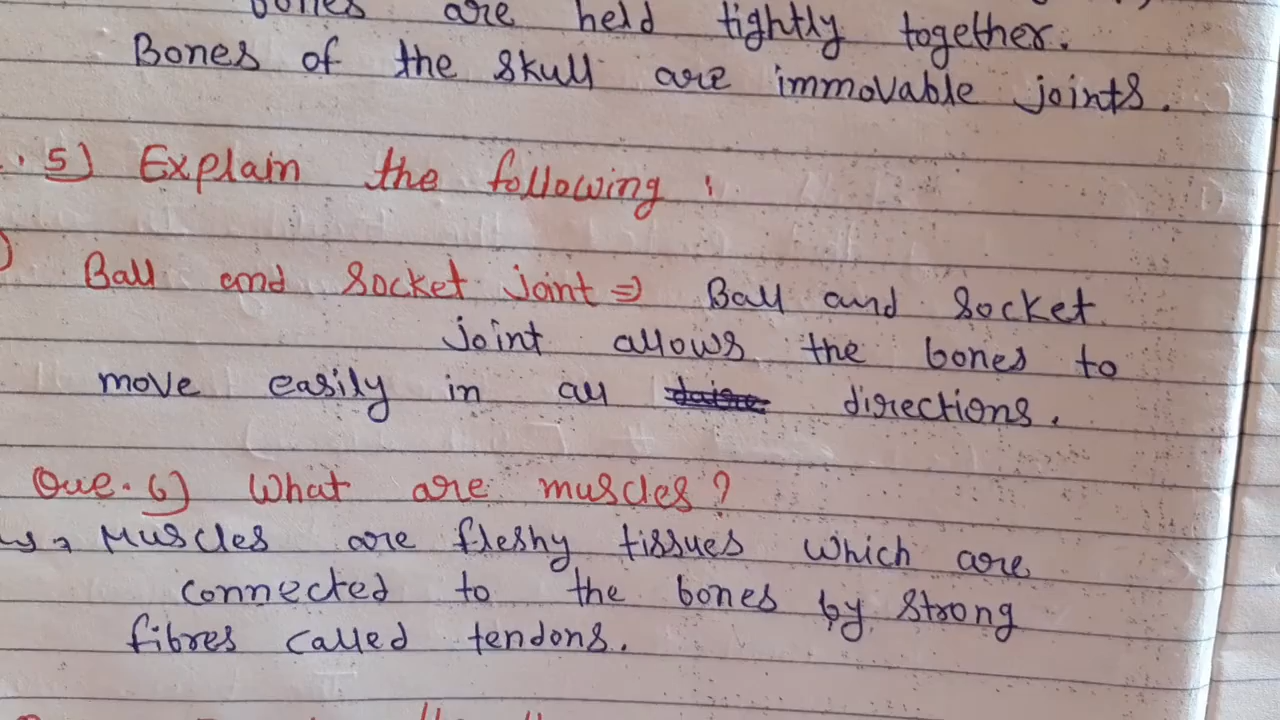 bones are held tightly together.
Bones of the skull are immovable joints.
. 5) Explain the following :
) Ball and Socket joint ⇒ Ball and Socket
joint allows the bones to
move easily in all directions.
Que. 6) What are muscles?
Muscles are fleshy tissues which are
connected to the bones by strong
fibres called tendons.